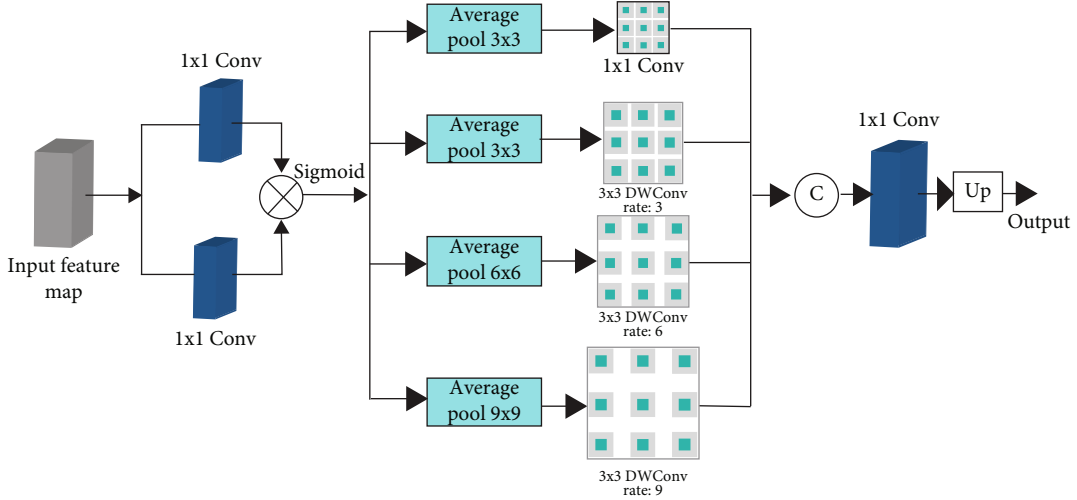 Input feature
map
1x1 Conv
1x1 Conv
Sigmoid
Average
pool 3x3
1x1 Conv
Average
pool 3x3
3x3 DWConv
rate: 3
Average
pool 6x6
3x3 DWConv
rate: 6
Average
pool 9x9
3x3 DWConv
rate: 9
C
1x1 Conv
Up
Output